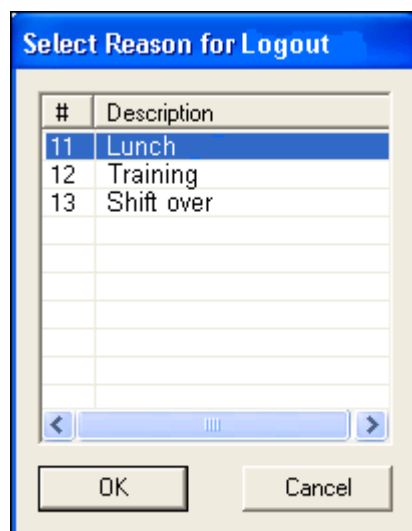 Select Reason for Logout
# Description
11 Lunch
12 Training
13 Shift over
OK Cancel